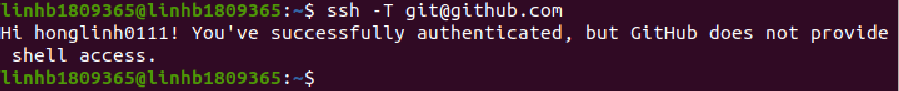 linhb1809365@linhb1809365:~$ ssh -T git@github.com
Hi honglinh0111! You've successfully authenticated, but GitHub does not provide
 shell access.
linhb1809365@linhb1809365:~$